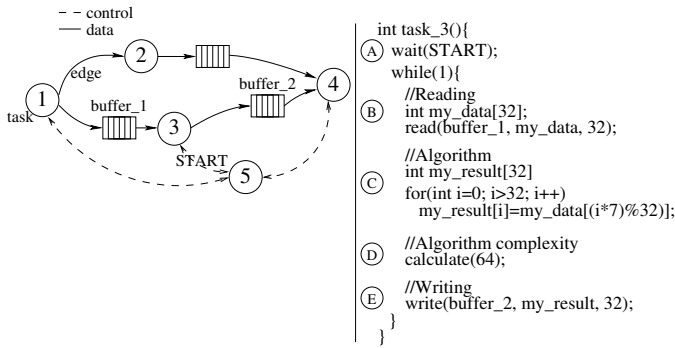 control
data
1
2
3
4
5
edge
task
buffer_1
buffer_2
START
int task_3(){
A wait(START);
while(1){
//Reading
B int my_data[32];
read(buffer_1, my_data, 32);
//Algorithm
int my_result[32]
C for(int i=0; i>32; i++)
my_result[i]=my_data[(i*7)%32)];
//Algorithm complexity
D calculate(64);
//Writing
E write(buffer_2, my_result, 32);
}
}